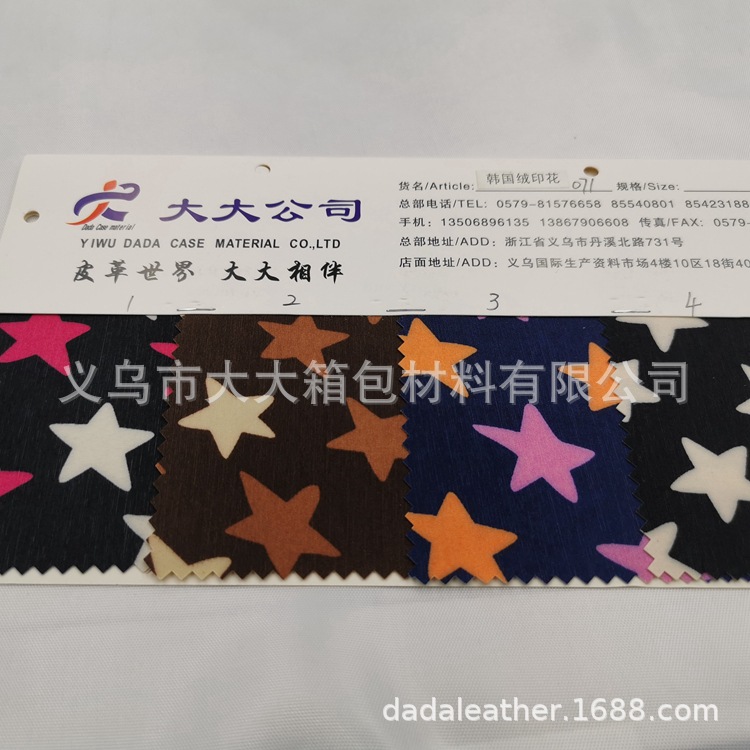 货名/Article: 韩国绒印花 071 规格/Size:
大大公司
Dada Case material
总部电话/TEL: 0579-81576658 85540801 85423188
YIWU DADA CASE MATERIAL CO.,LTD
手机: 13506896135 13867906608 传真/FAX: 0579-
总部地址/ADD: 浙江省义乌市丹溪北路731号
皮革世界 大大相伴
店面地址/ADD: 义乌国际生产资料市场4楼10区18街40
1 2 3 4
义乌市大大箱包材料有限公司
dadaleather.1688.com